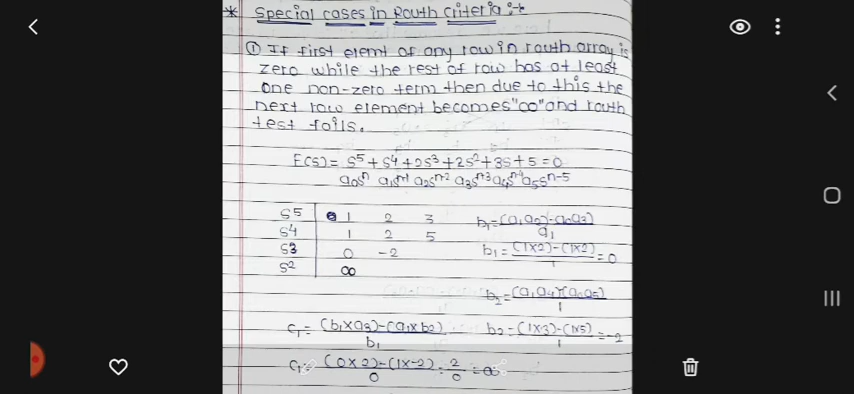 * Special cases in Routh criteria :+
① If first elemt of any row in routh array is
zero while the rest of row has at least
one non-zero term then due to this the
next row element becomes "∞" and routh
test fails.
F(s) = s⁵ + s⁴ + 2s³ + 2s² + 3s + 5 = 0
a₀sⁿ a₁sⁿ⁻¹ a₂sⁿ⁻² a₃sⁿ⁻³ a₄sⁿ⁻⁴ a₅sⁿ⁻⁵
s⁵ 1 2 3 b₁ = (a₁a₂) - (a₀a₃) / a₁
s⁴ 1 2 5
s³ 0 -2 b₁ = (1×2) - (1×2) / 1 = 0
s² ∞
b₂ = (a₁a₄) (a₀a₅) / 1
c₁ = (b₁×a₃) - (a₁×b₂) / b₁ b₂ = (1×3) - (1×5) / 1 = -2
c₁ = (0×2) - (1×-2) / 0 = 2 / 0 = ∞